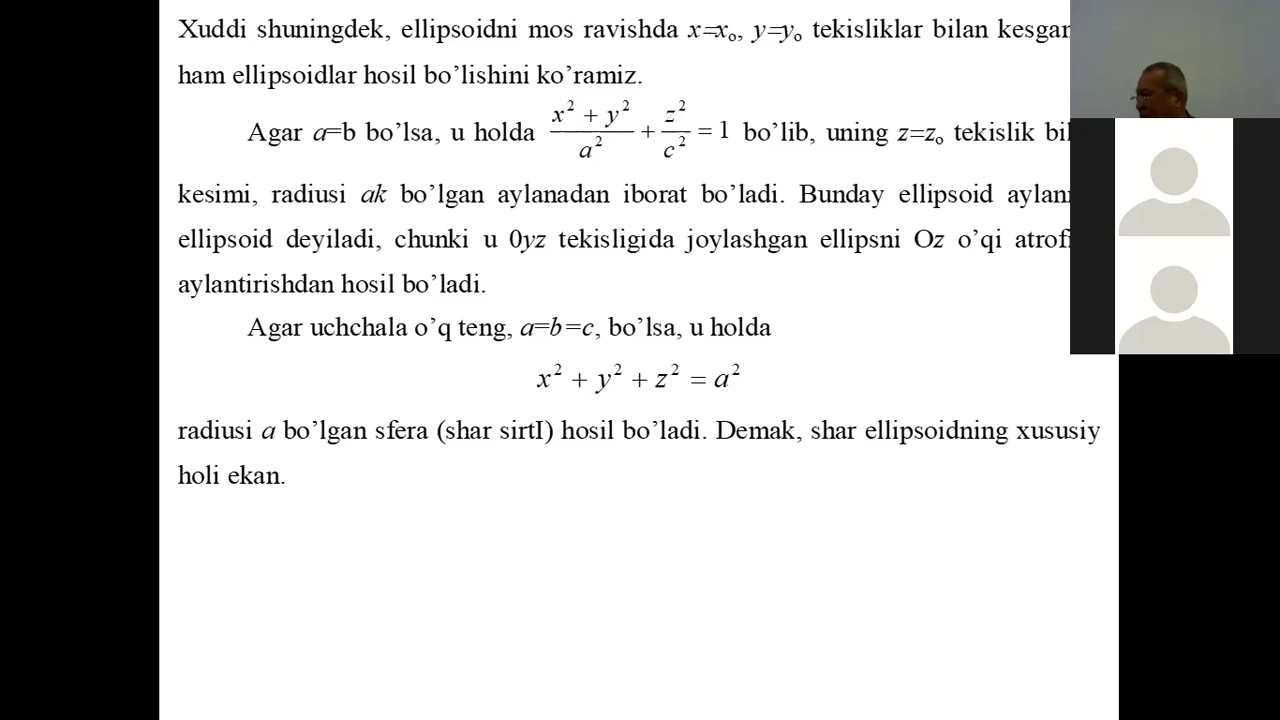 Xuddi shuningdek, ellipsoidni mos ravishda x=x₀, y=y₀ tekisliklar bilan kesgan
ham ellipsoidlar hosil bo’lishini ko’ramiz.
Agar a=b bo’lsa, u holda (x² + y²)/a² + z²/c² = 1 bo’lib, uning z=z₀ tekislik
kesimi, radiusi ak bo’lgan aylanadan iborat bo’ladi. Bunday ellipsoid
ellipsoid deyiladi, chunki u 0yz tekisligida joylashgan ellipsni Oz o’qi
aylantirishdan hosil bo’ladi.
Agar uchchala o’q teng, a=b=c, bo’lsa, u holda
x² + y² + z² = a²
radiusi a bo’lgan sfera (shar sirtI) hosil bo’ladi. Demak, shar ellipsoidning xususiy
holi ekan.